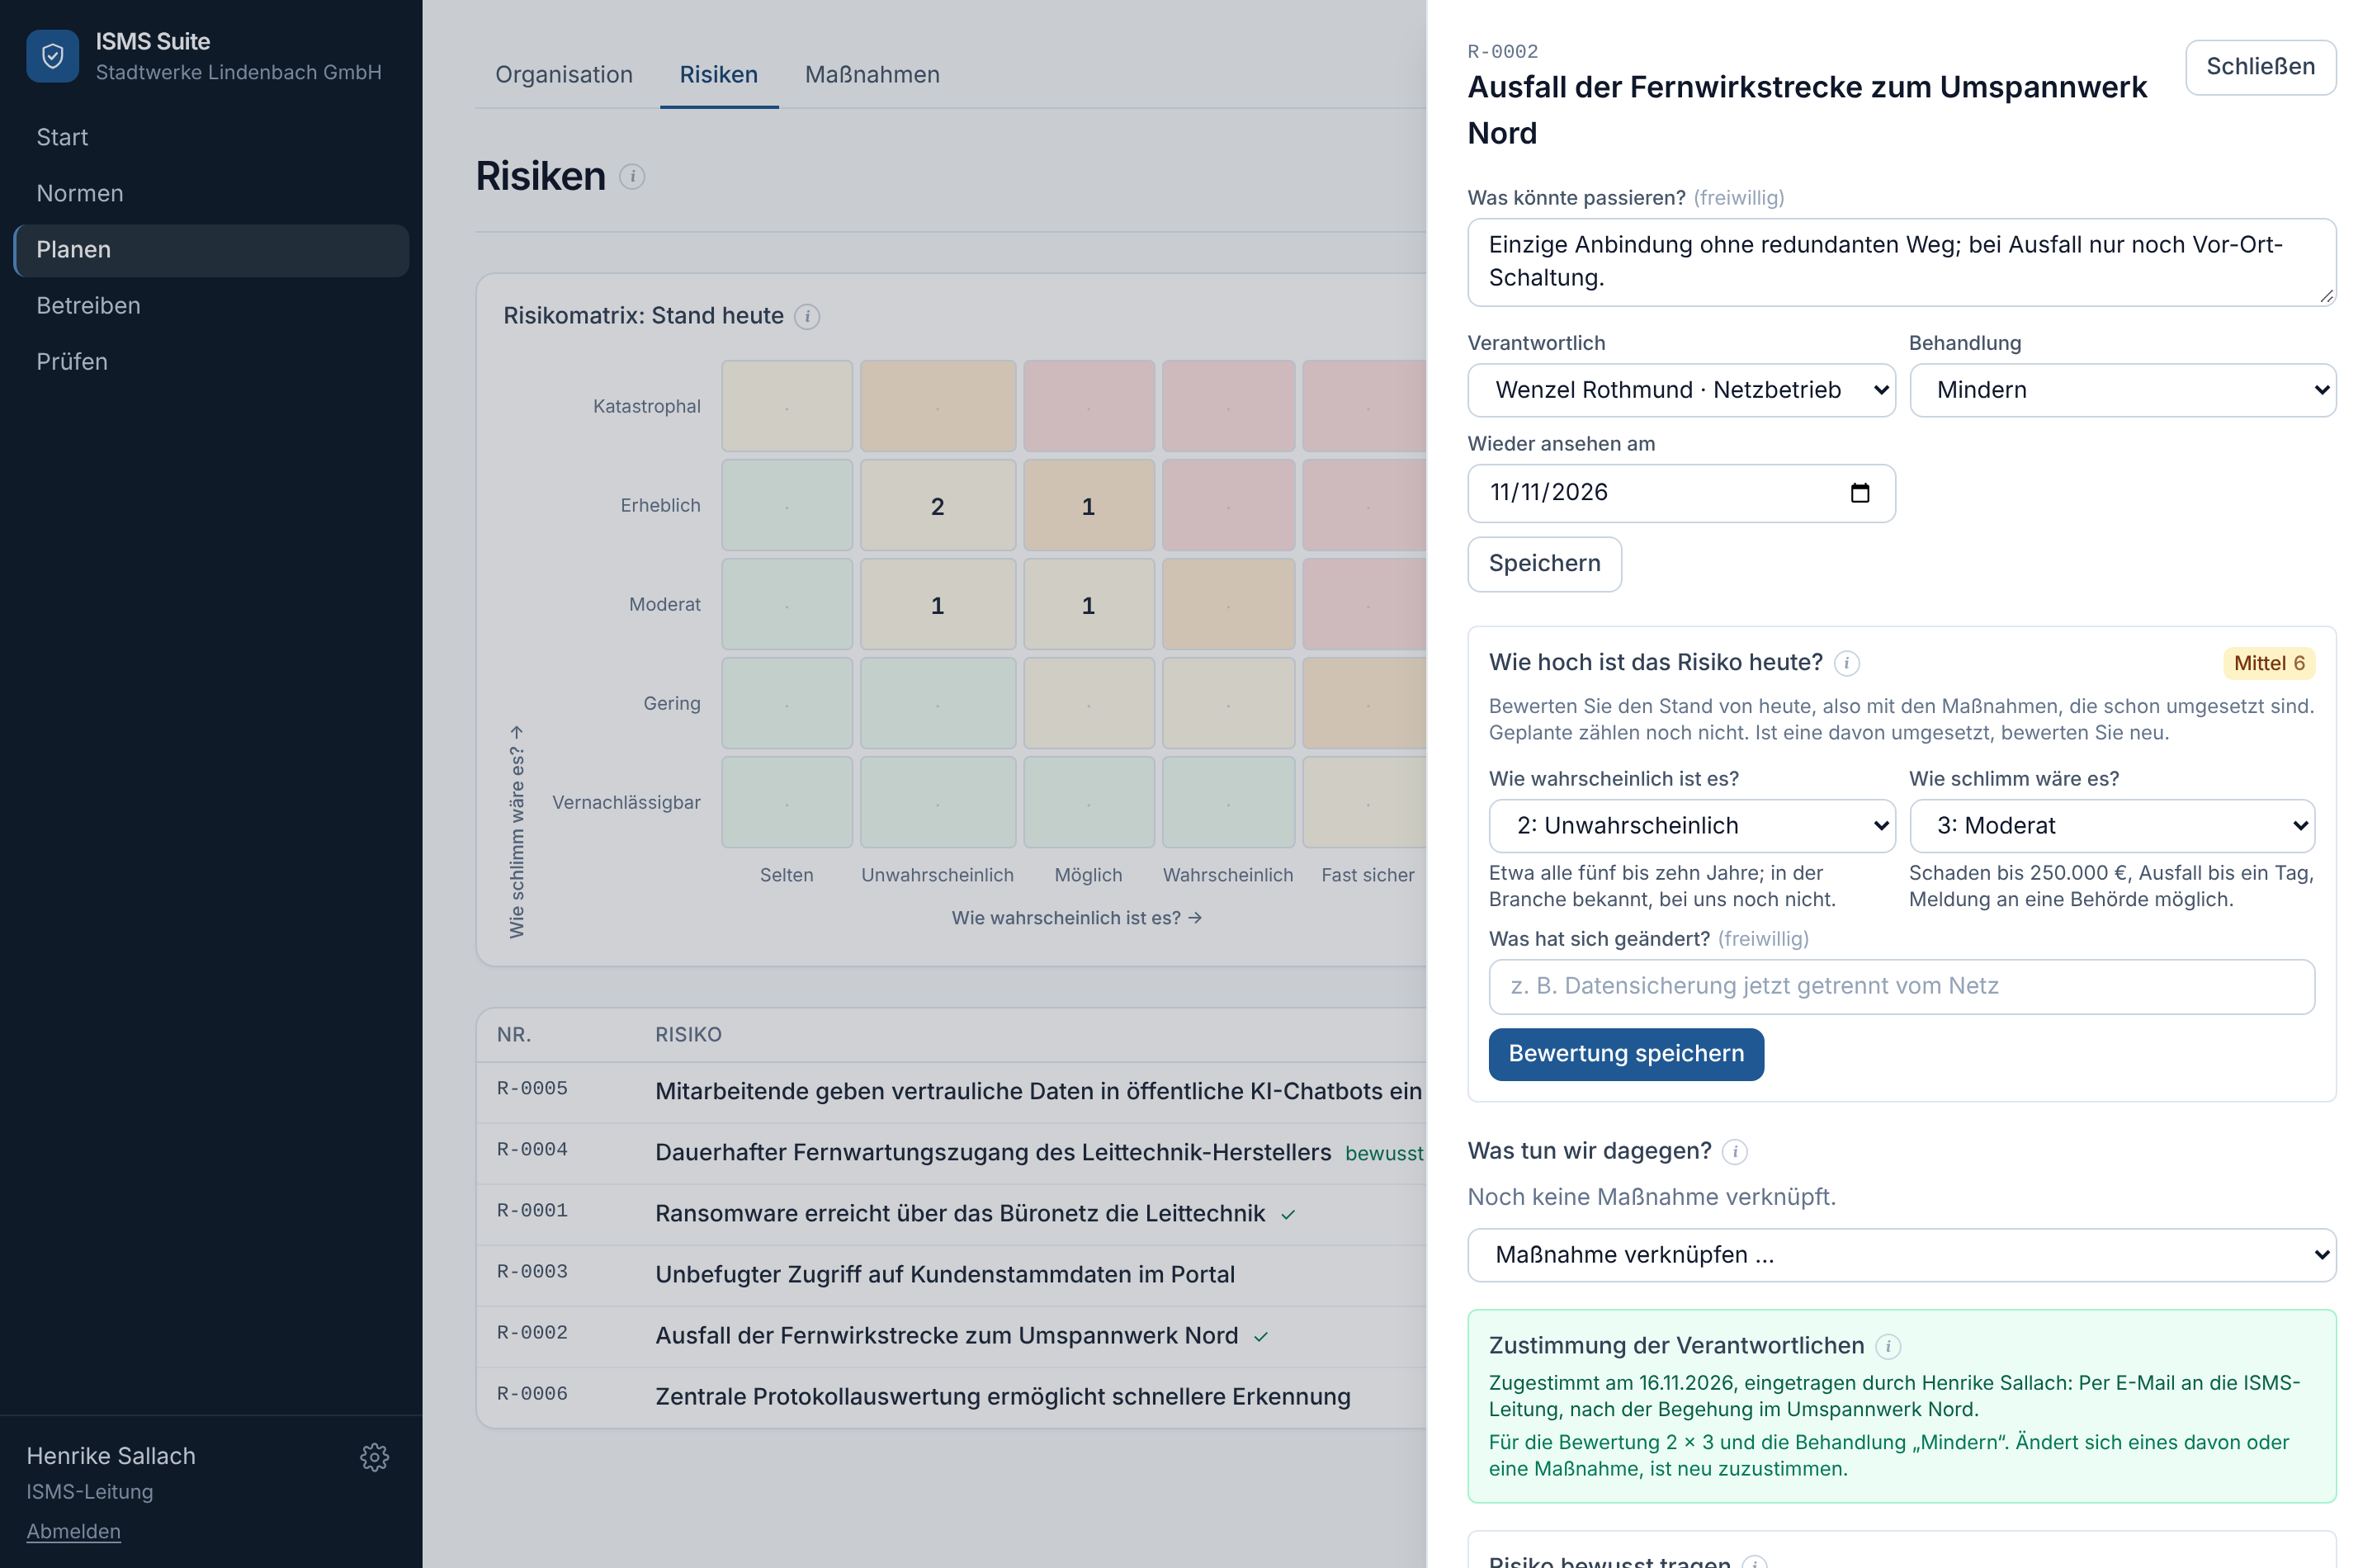 ISMS Suite
Stadtwerke Lindenbach GmbH
Start
Normen
Planen
Betreiben
Prüfen
Henrike Sallach
ISMS-Leitung
Abmelden
Organisation Risiken Maßnahmen
Risiken i
Risikomatrix: Stand heute i
Katastrophal
Erheblich 2 1
Moderat 1 1
Gering
Vernachlässigbar
Wie schlimm wäre es? →
Selten Unwahrscheinlich Möglich Wahrscheinlich Fast sicher
Wie wahrscheinlich ist es? →
NR. RISIKO
R-0005 Mitarbeitende geben vertrauliche Daten in öffentliche KI-Chatbots ein
R-0004 Dauerhafter Fernwartungszugang des Leittechnik-Herstellers bewusst
R-0001 Ransomware erreicht über das Büronetz die Leittechnik ✓
R-0003 Unbefugter Zugriff auf Kundenstammdaten im Portal
R-0002 Ausfall der Fernwirkstrecke zum Umspannwerk Nord ✓
R-0006 Zentrale Protokollauswertung ermöglicht schnellere Erkennung
R-0002
Ausfall der Fernwirkstrecke zum Umspannwerk
Nord
Schließen
Was könnte passieren? (freiwillig)
Einzige Anbindung ohne redundanten Weg; bei Ausfall nur noch Vor-Ort-
Schaltung.
Verantwortlich Behandlung
Wenzel Rothmund · Netzbetrieb Mindern
Wieder ansehen am
11/11/2026
Speichern
Wie hoch ist das Risiko heute? i Mittel 6
Bewerten Sie den Stand von heute, also mit den Maßnahmen, die schon umgesetzt sind.
Geplante zählen noch nicht. Ist eine davon umgesetzt, bewerten Sie neu.
Wie wahrscheinlich ist es? Wie schlimm wäre es?
2: Unwahrscheinlich 3: Moderat
Etwa alle fünf bis zehn Jahre; in der Schaden bis 250.000 €, Ausfall bis ein Tag,
Branche bekannt, bei uns noch nicht. Meldung an eine Behörde möglich.
Was hat sich geändert? (freiwillig)
z. B. Datensicherung jetzt getrennt vom Netz
Bewertung speichern
Was tun wir dagegen? i
Noch keine Maßnahme verknüpft.
Maßnahme verknüpfen ...
Zustimmung der Verantwortlichen i
Zugestimmt am 16.11.2026, eingetragen durch Henrike Sallach: Per E-Mail an die ISMS-
Leitung, nach der Begehung im Umspannwerk Nord.
Für die Bewertung 2 × 3 und die Behandlung „Mindern“. Ändert sich eines davon oder
eine Maßnahme, ist neu zuzustimmen.
Risiko bewusst tragen i